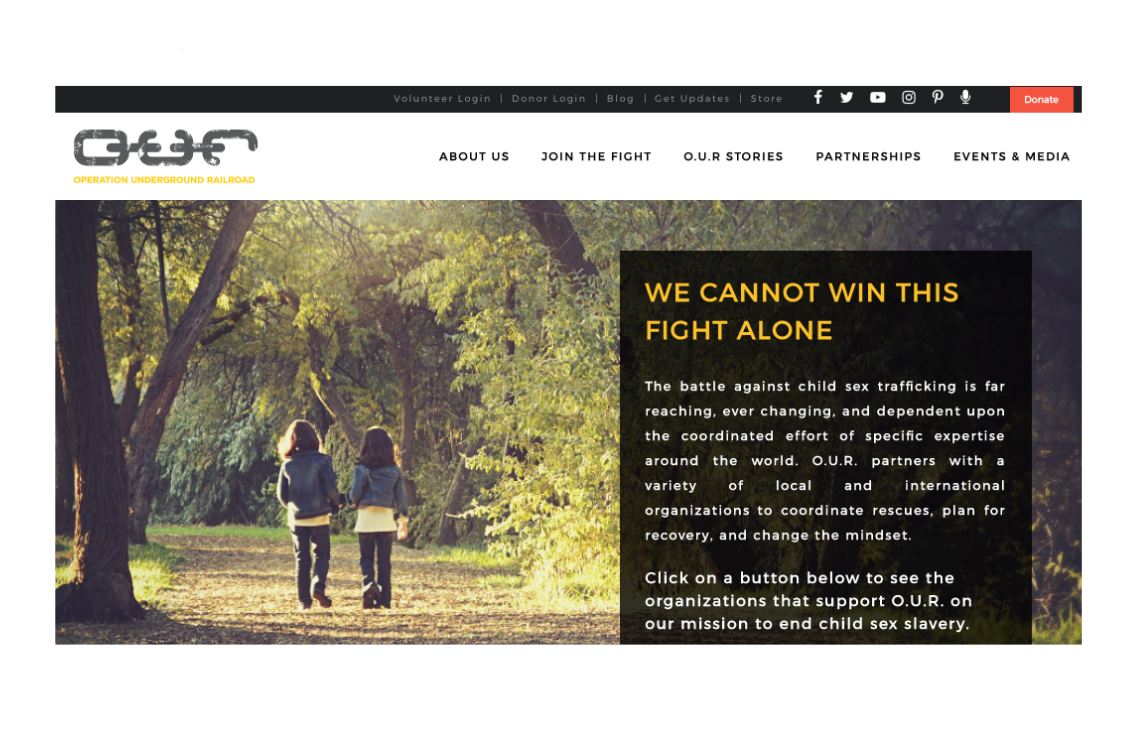 Volunteer Login | Donor Login | Blog | Get Updates | Store
Donate
OUR
OPERATION UNDERGROUND RAILROAD
ABOUT US JOIN THE FIGHT O.U.R STORIES PARTNERSHIPS EVENTS & MEDIA
WE CANNOT WIN THIS
FIGHT ALONE
The battle against child sex trafficking is far
reaching, ever changing, and dependent upon
the coordinated effort of specific expertise
around the world. O.U.R. partners with a
variety of local and international
organizations to coordinate rescues, plan for
recovery, and change the mindset.
Click on a button below to see the
organizations that support O.U.R. on
our mission to end child sex slavery.